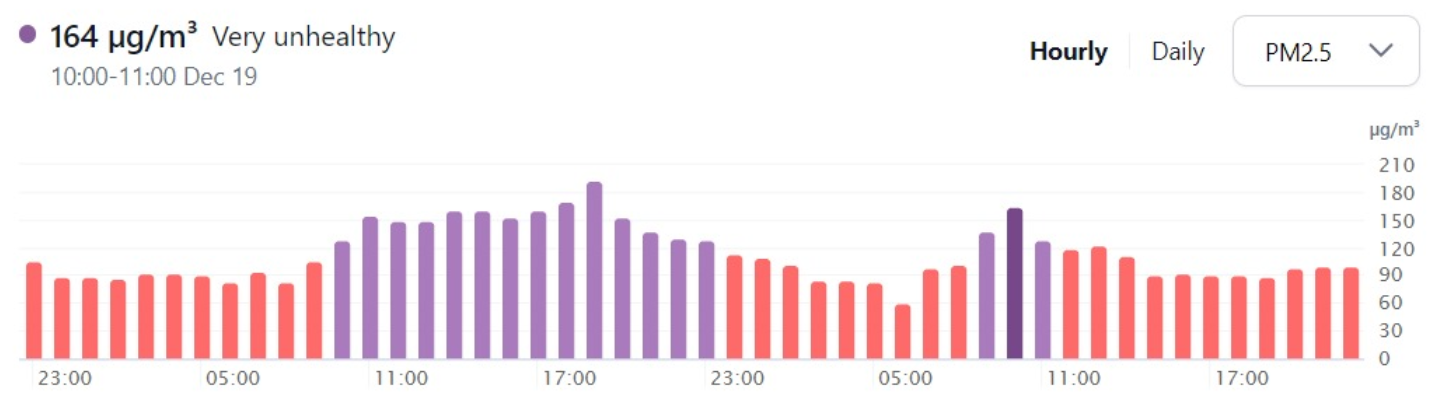 164 µg/m³ Very unhealthy
10:00-11:00 Dec 19
Hourly Daily PM2.5
µg/m³
210
180
150
120
90
60
30
0
23:00 05:00 11:00 17:00 23:00 05:00 11:00 17:00